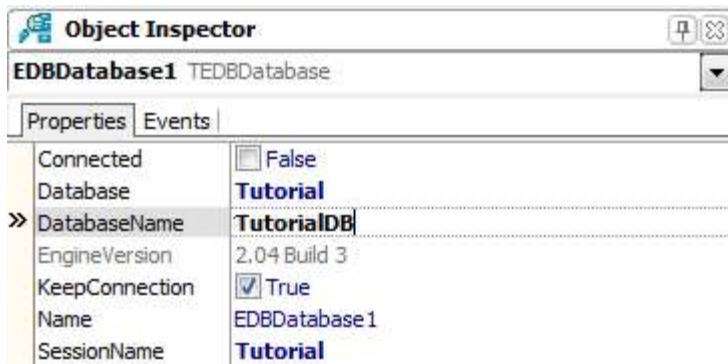 Object Inspector
EDBDatabase1 TEDBDatabase
Properties Events
Connected False
Database Tutorial
» DatabaseName TutorialDB
EngineVersion 2.04 Build 3
KeepConnection True
Name EDBDatabase1
SessionName Tutorial